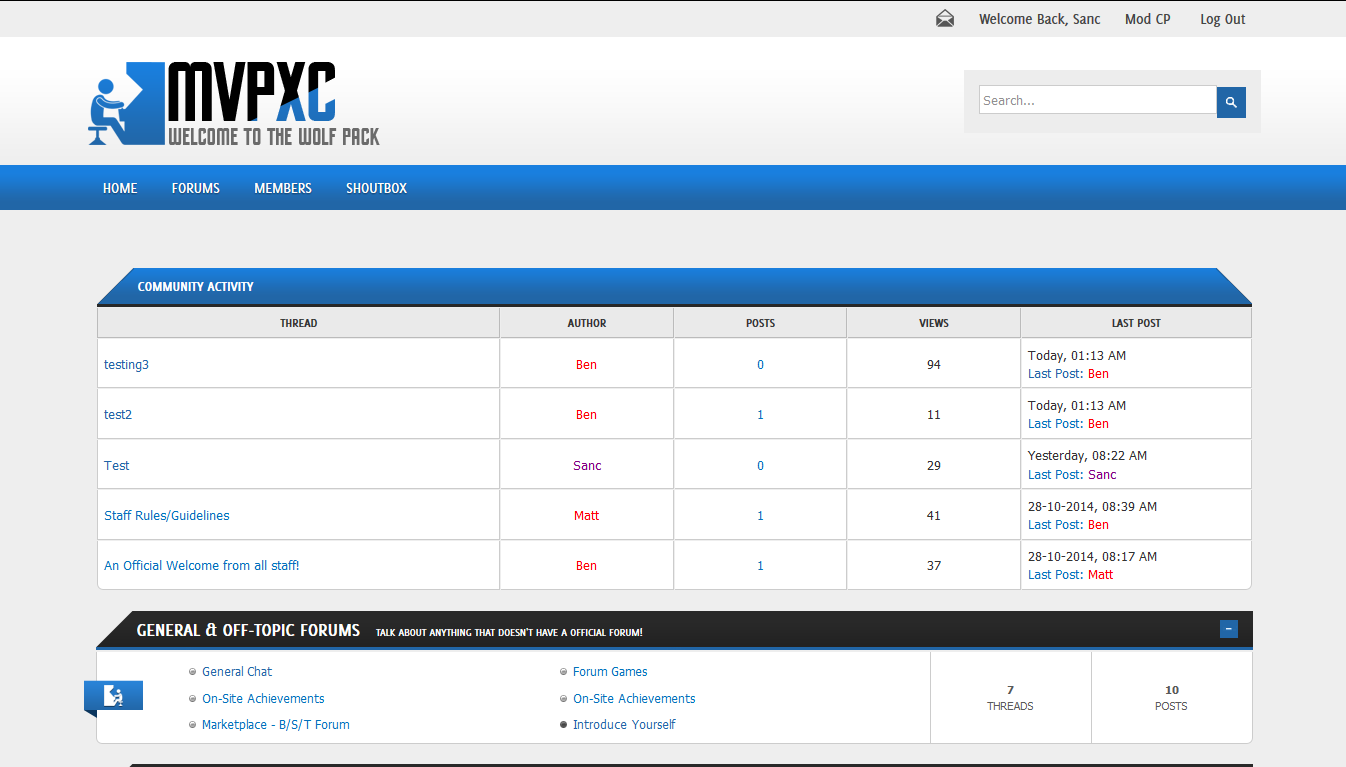 Welcome Back, Sanc Mod CP Log Out
MVPXC
WELCOME TO THE WOLF PACK
Search...
HOME FORUMS MEMBERS SHOUTBOX
COMMUNITY ACTIVITY
THREAD AUTHOR POSTS VIEWS LAST POST
testing3 Ben 0 94 Today, 01:13 AM
Last Post: Ben
test2 Ben 1 11 Today, 01:13 AM
Last Post: Ben
Test Sanc 0 29 Yesterday, 08:22 AM
Last Post: Sanc
Staff Rules/Guidelines Matt 1 41 28-10-2014, 08:39 AM
Last Post: Ben
An Official Welcome from all staff! Ben 1 37 28-10-2014, 08:17 AM
Last Post: Matt
GENERAL & OFF-TOPIC FORUMS TALK ABOUT ANYTHING THAT DOESN'T HAVE A OFFICIAL FORUM!
General Chat Forum Games
On-Site Achievements On-Site Achievements
Marketplace - B/S/T Forum Introduce Yourself
7 10
THREADS POSTS